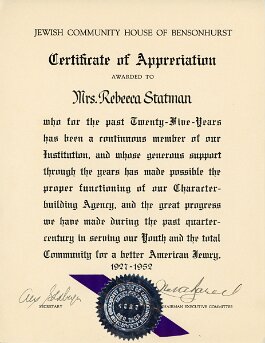 JEWISH COMMUNITY HOUSE OF BENSONHURST
Certificate of Appreciation
AWARDED TO
Mrs. Rebecca Statman
who for the past Twenty-Five-Years
has been a continuous member of our
Institution, and whose generous support
through the years has made possible the
proper functioning of our Character-
building Agency, and the great progress
we have made during the past quarter-
century in serving our Youth and the total
Community for a better American Jewry.
1927-1952
SECRETARY
CHAIRMAN EXECUTIVE COMMITTEE